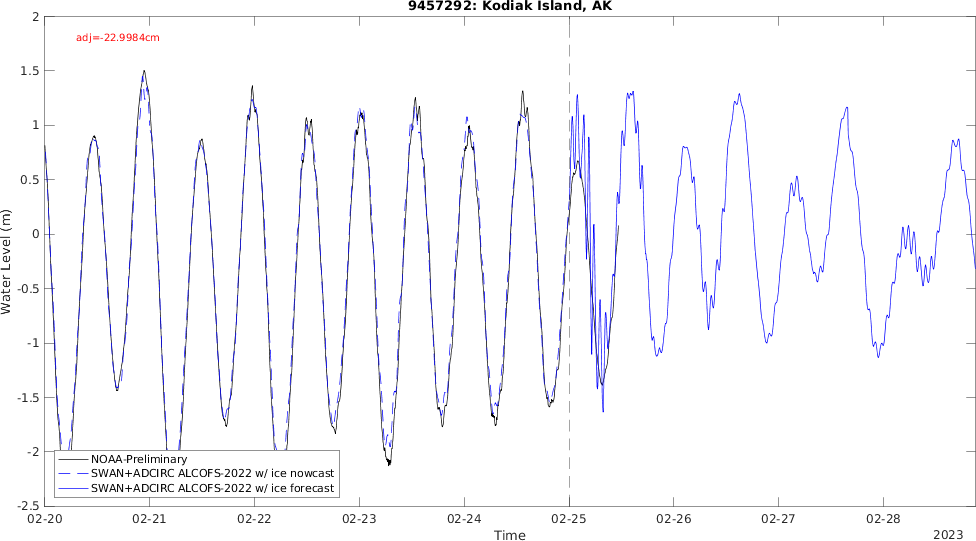 9457292: Kodiak Island, AK
adj=-22.9984cm
Water Level (m)
2
1.5
1
0.5
0
-0.5
-1
-1.5
-2
-2.5
NOAA-Preliminary
SWAN+ADCIRC ALCOFS-2022 w/ ice nowcast
SWAN+ADCIRC ALCOFS-2022 w/ ice forecast
02-20 02-21 02-22 02-23 02-24 02-25 02-26 02-27 02-28
Time
2023